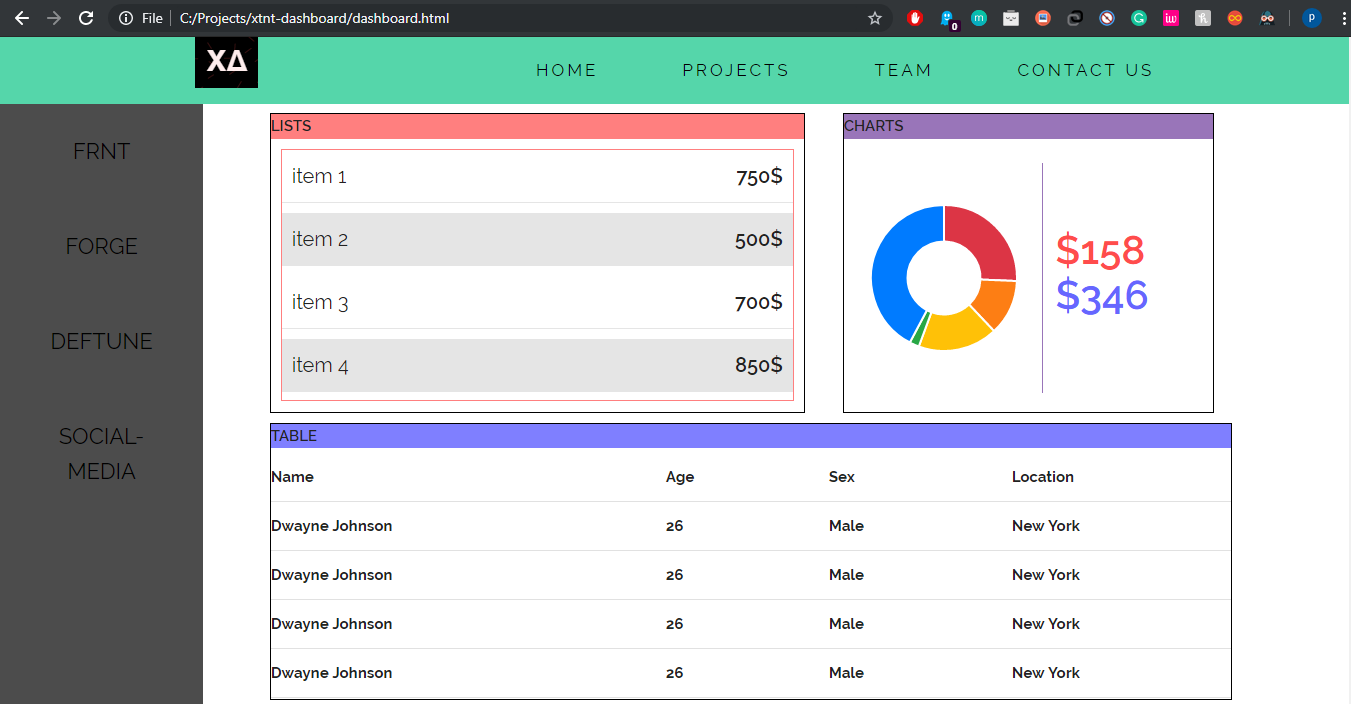 File C:/Projects/xtnt-dashboard/dashboard.html
0
m
G
iw
P
XΔ
HOME PROJECTS TEAM CONTACT US
FRNT
FORGE
DEFTUNE
SOCIAL-
MEDIA
LISTS
item 1 750$
item 2 500$
item 3 700$
item 4 850$
CHARTS
$158
$346
TABLE
Name Age Sex Location
Dwayne Johnson 26 Male New York
Dwayne Johnson 26 Male New York
Dwayne Johnson 26 Male New York
Dwayne Johnson 26 Male New York